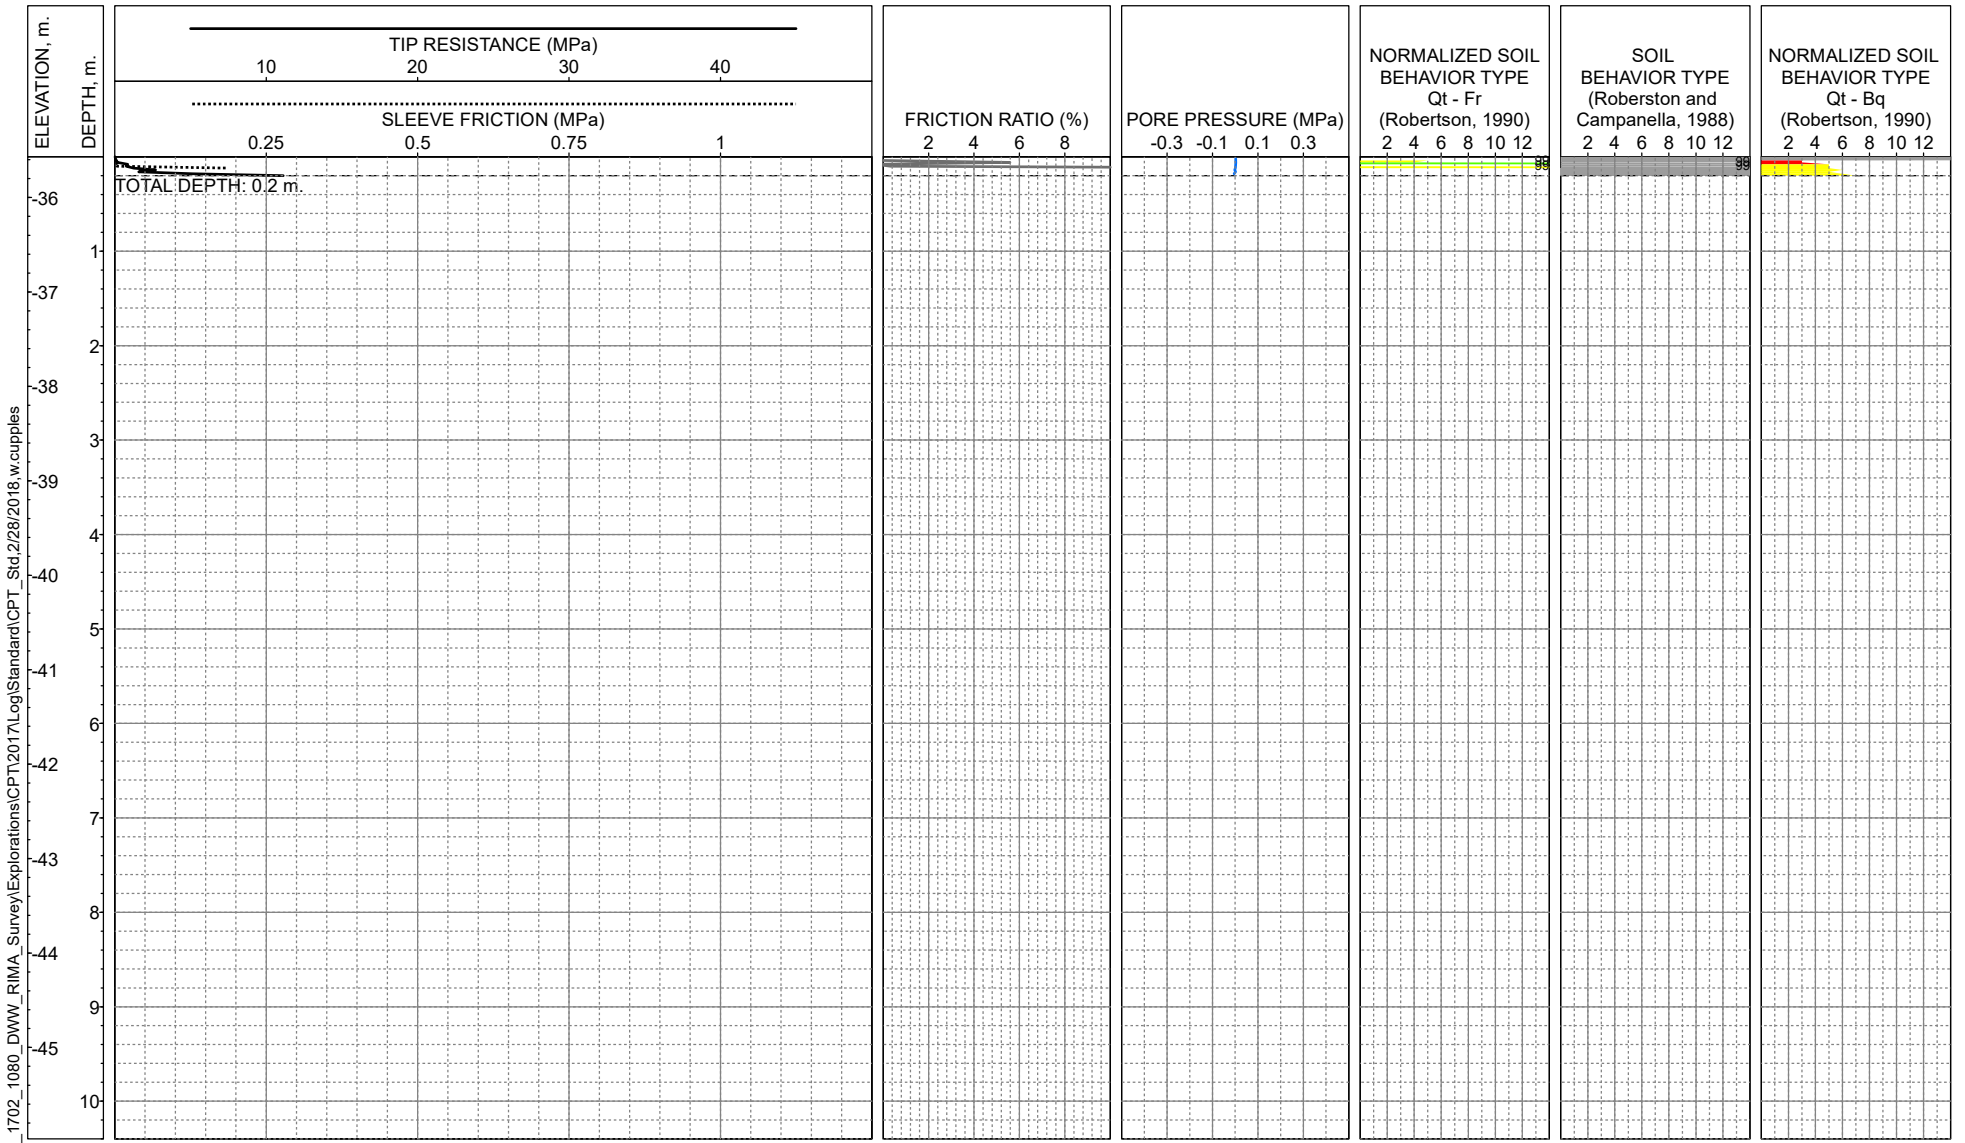 ELEVATION, m.
DEPTH, m.
TIP RESISTANCE (MPa)
10 20 30 40
SLEEVE FRICTION (MPa)
0.25 0.5 0.75 1
FRICTION RATIO (%)
2 4 6 8
PORE PRESSURE (MPa)
-0.3 -0.1 0.1 0.3
NORMALIZED SOIL
BEHAVIOR TYPE
Qt - Fr
(Robertson, 1990)
2 4 6 8 10 12
SOIL
BEHAVIOR TYPE
(Roberston and
Campanella, 1988)
2 4 6 8 10 12
NORMALIZED SOIL
BEHAVIOR TYPE
Qt - Bq
(Robertson, 1990)
2 4 6 8 10 12
TOTAL DEPTH: 0.2 m.
99
99
99
99
-36
1
-37
2
-38
3
-39
4
-40
5
-41
6
-42
7
-43
8
-44
9
-45
10
_1702_1080_DWW_RIMA_Survey\Explorations\CPT\2017\Log\Standard\CPT_Std,2/28/2018,w.cupples